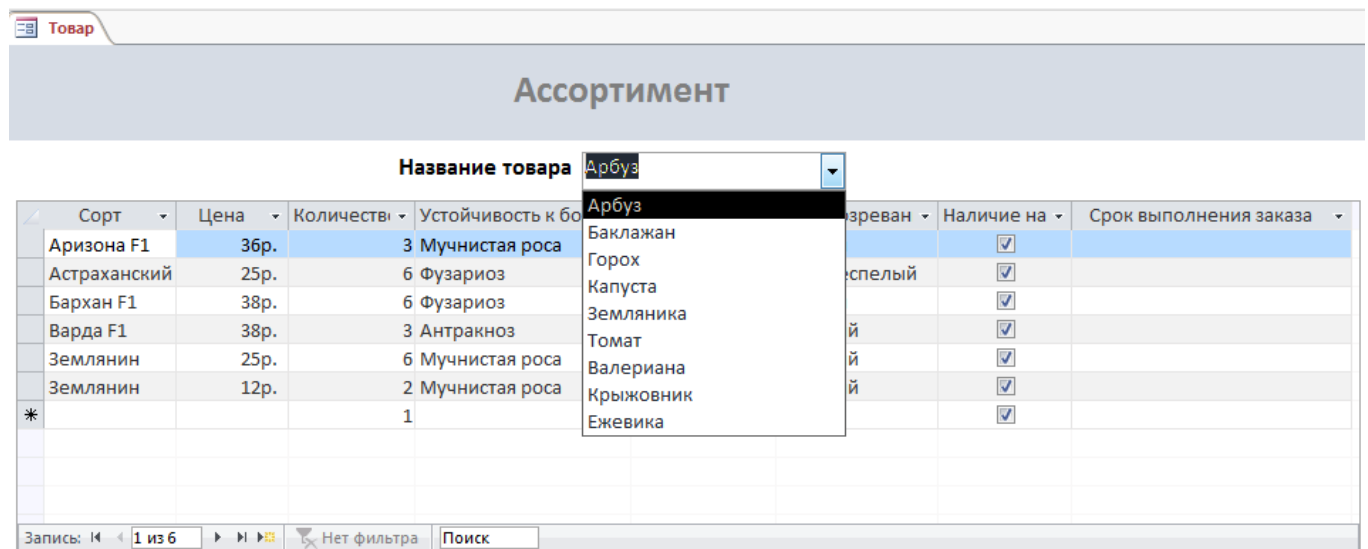 Товар
Ассортимент
Название товара Арбуз
Сорт Цена Количество Устойчивость к бо зреван Наличие на Срок выполнения заказа
Арбуз
Баклажан
Горох
Капуста
Земляника
Томат
Валериана
Крыжовник
Ежевика
Аризона F1 36р. 3 Мучнистая роса
Астраханский 25р. 6 Фузариоз еспелый
Бархан F1 38р. 6 Фузариоз
Варда F1 38р. 3 Антракноз й
Землянин 25р. 6 Мучнистая роса й
Землянин 12р. 2 Мучнистая роса й
1
Запись: 1 из 6 Нет фильтра Поиск